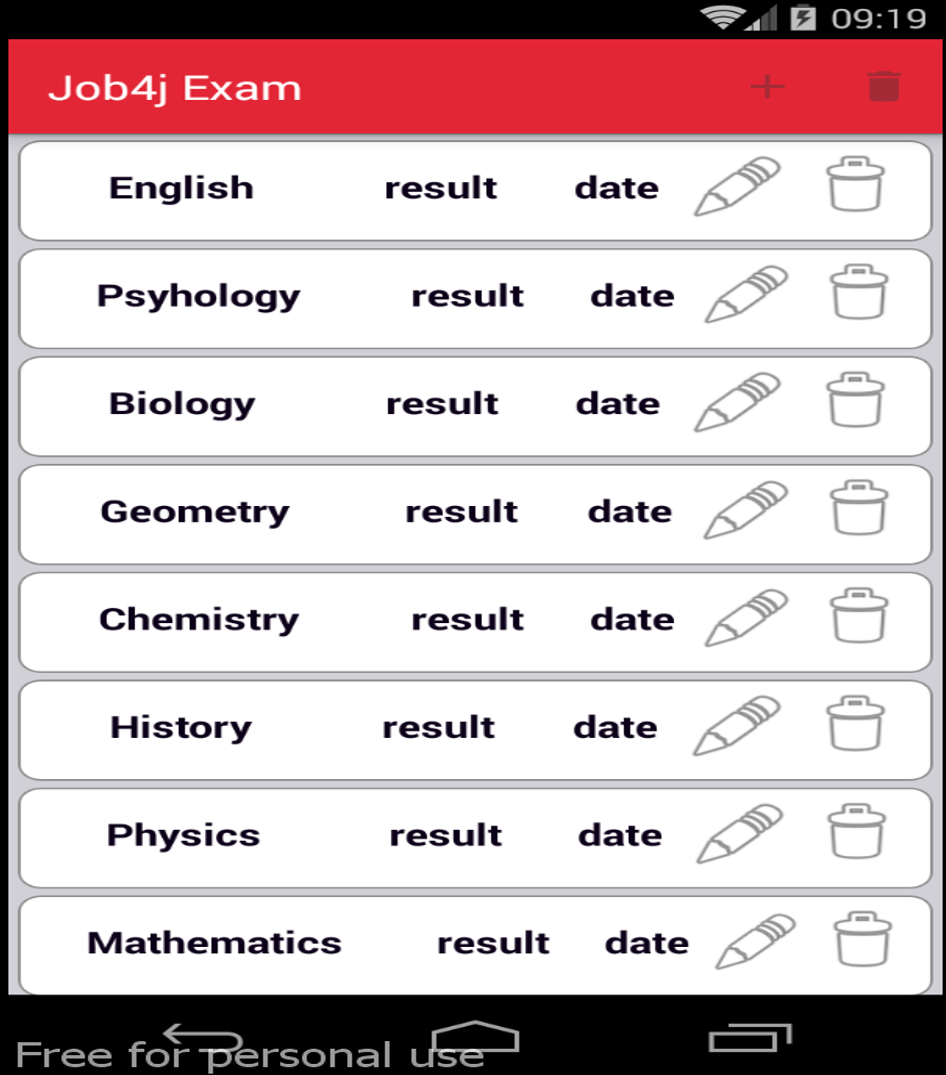 09:19
Job4j Exam
English result date
Psyhology result date
Biology result date
Geometry result date
Chemistry result date
History result date
Physics result date
Mathematics result date
Free for personal use